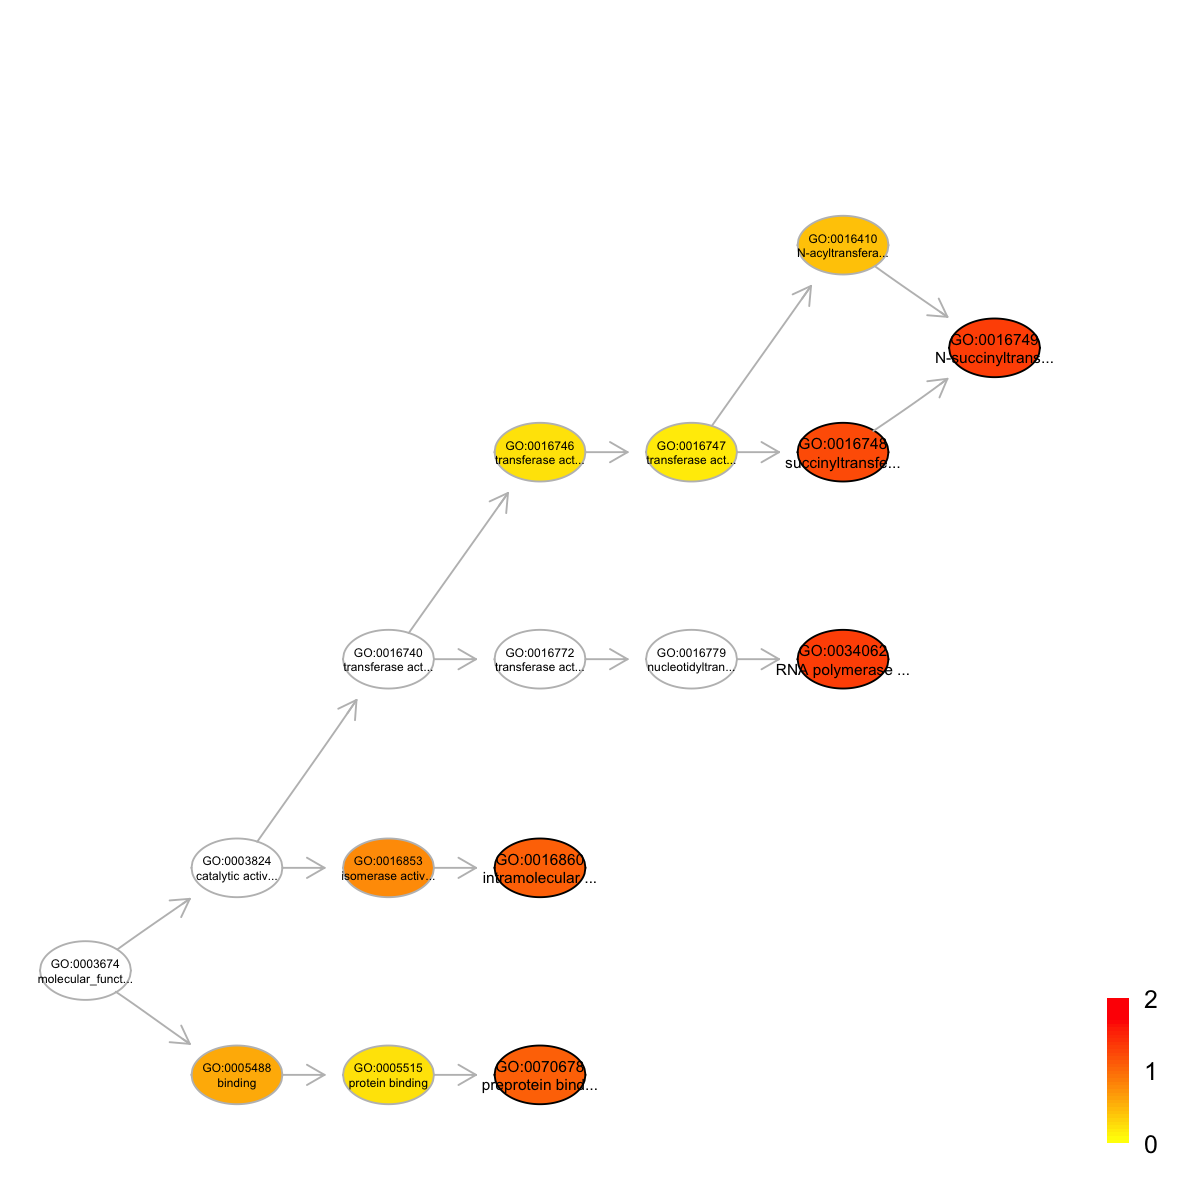 GO:0016410
N-acyltransfera...
GO:0016749
N-succinyltrans...
GO:0016746
transferase act...
GO:0016747
transferase act...
GO:0016748
succinyltransfe...
GO:0016740
transferase act...
GO:0016772
transferase act...
GO:0016779
nucleotidyltran...
GO:0034062
RNA polymerase ...
GO:0003824
catalytic activ...
GO:0016853
isomerase activ...
GO:0016860
intramolecular ...
GO:0003674
molecular_funct...
GO:0005488
binding
GO:0005515
protein binding
GO:0070678
preprotein bind...
2
1
0